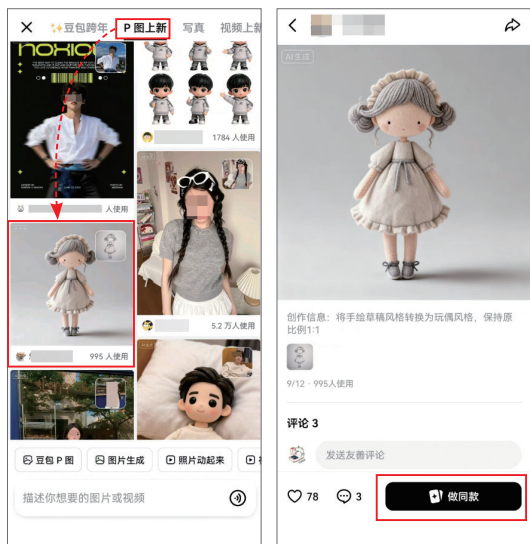 ✨豆包跨年 P 图上新 写真 视频上新
NOXIO
1784 人使用
人使用
995 人使用
5.2 万人使用
豆包 P 图
图片生成
照片动起来
描述你想要的图片或视频
AI生成
创作信息：将手绘草稿风格转换为玩偶风格，保持原
比例1:1
9/12 · 995人使用
评论 3
发送友善评论
78
3
做同款